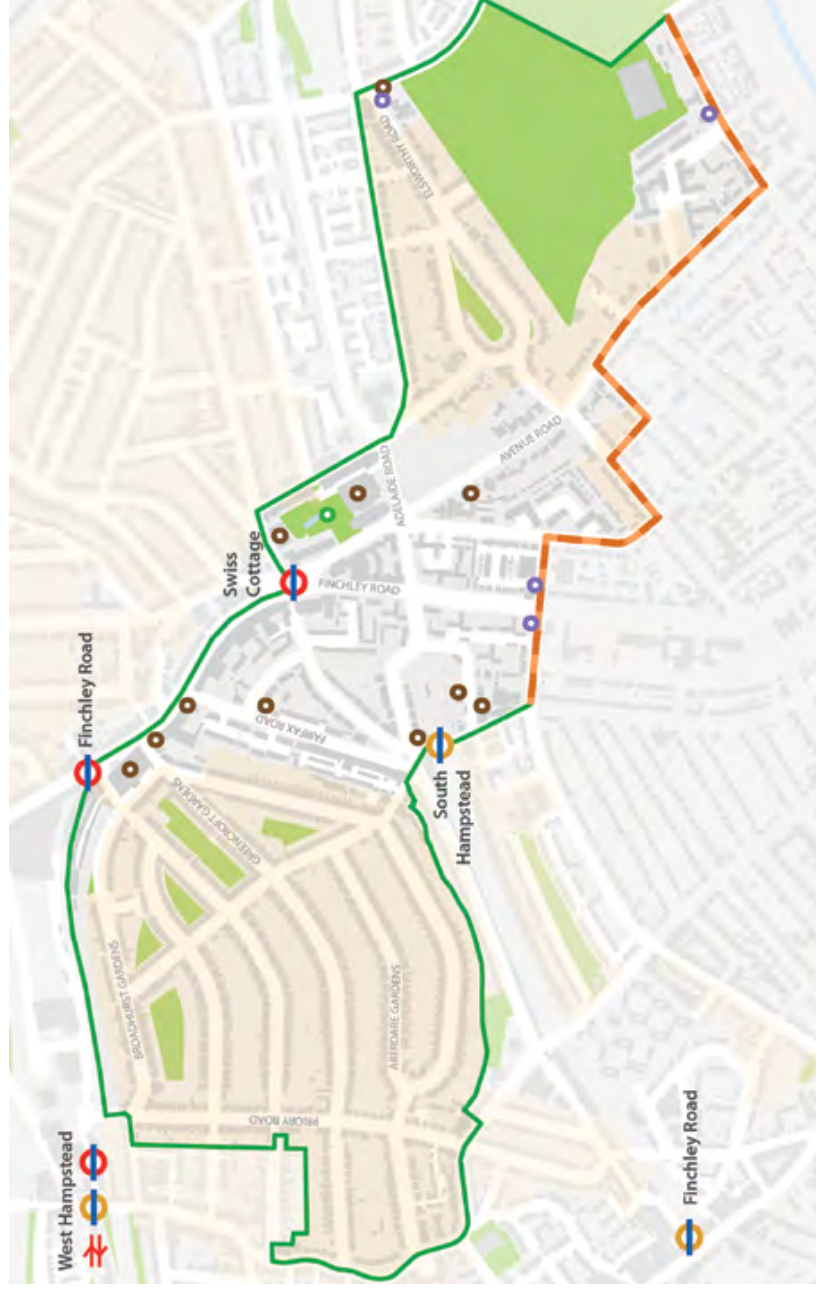 West Hampstead
Finchley Road
Swiss
Cottage
South
Hampstead
Finchley Road
BROADHURST GARDENS
GREENCROFT GARDENS
FAIRFAX ROAD
FINCHLEY ROAD
ADELAIDE ROAD
AVENUE ROAD
ELSWORTHY ROAD
ABERDARE GARDENS
PRIORY ROAD